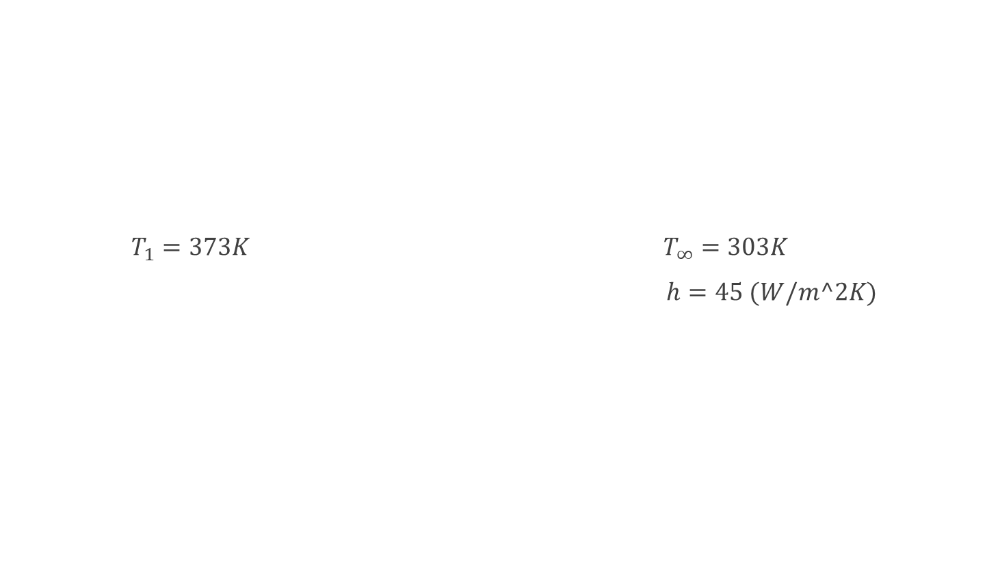 T₁ = 373K
T∞ = 303K
h = 45 (W/m^2K)